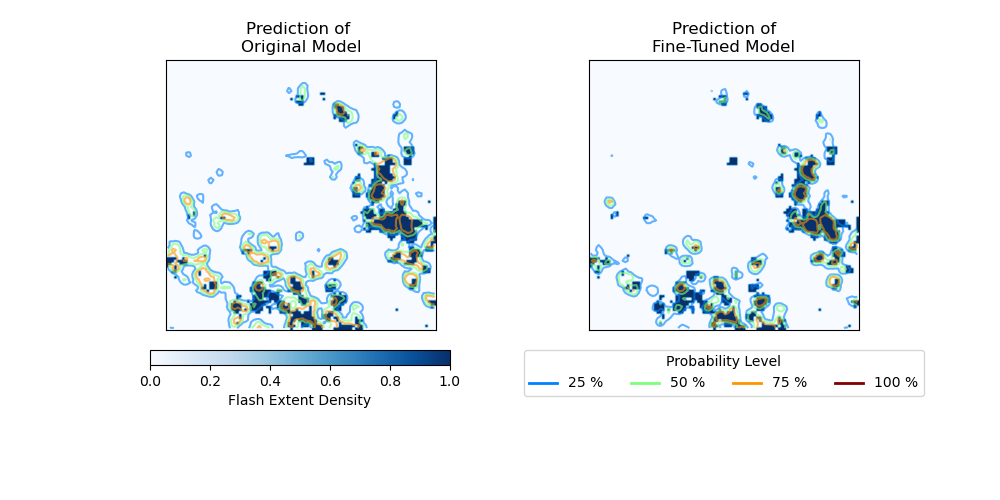 Prediction of
Original Model
Prediction of
Fine-Tuned Model
0.0 0.2 0.4 0.6 0.8 1.0
Flash Extent Density
Probability Level
25 % 50 % 75 % 100 %